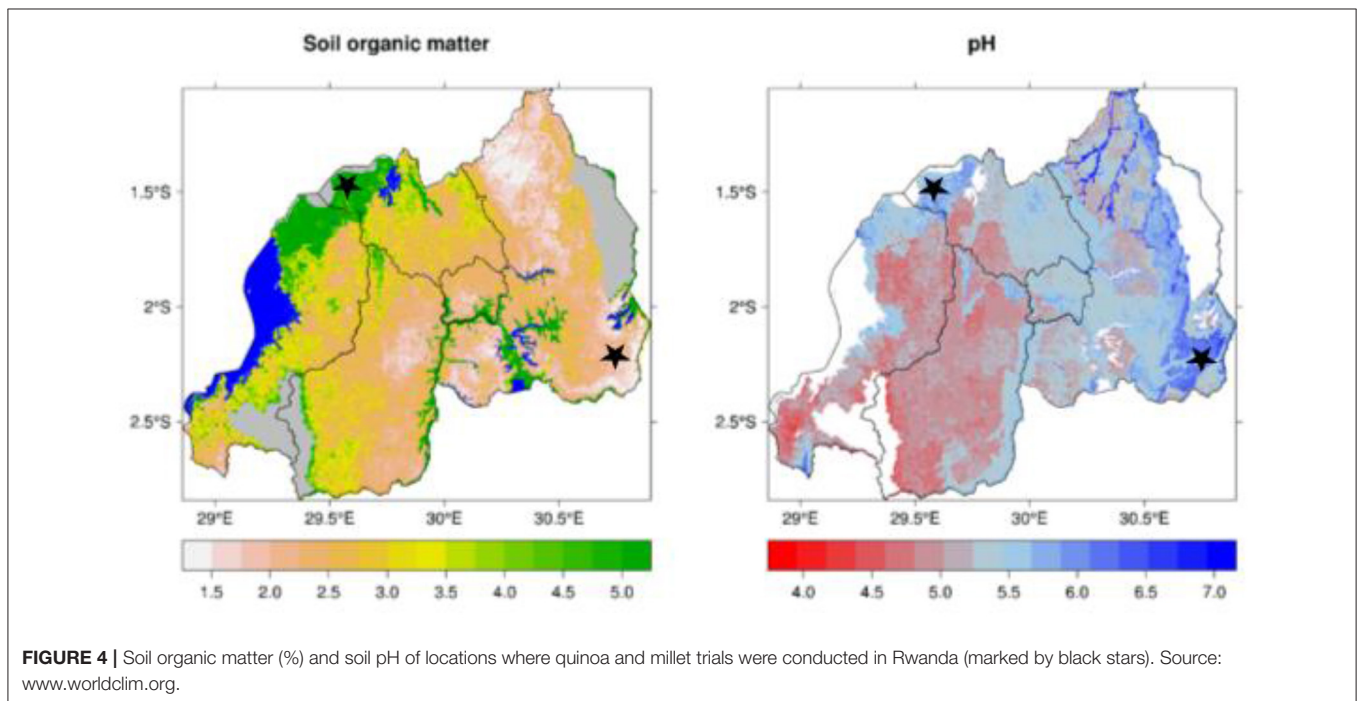 Soil organic matter
pH
1.5°S
2°S
2.5°S
1.5°S
2°S
2.5°S
29°E 29.5°E 30°E 30.5°E
29°E 29.5°E 30°E 30.5°E
1.5 2.0 2.5 3.0 3.5 4.0 4.5 5.0
4.0 4.5 5.0 5.5 6.0 6.5 7.0
FIGURE 4 | Soil organic matter (%) and soil pH of locations where quinoa and millet trials were conducted in Rwanda (marked by black stars). Source:
www.worldclim.org.